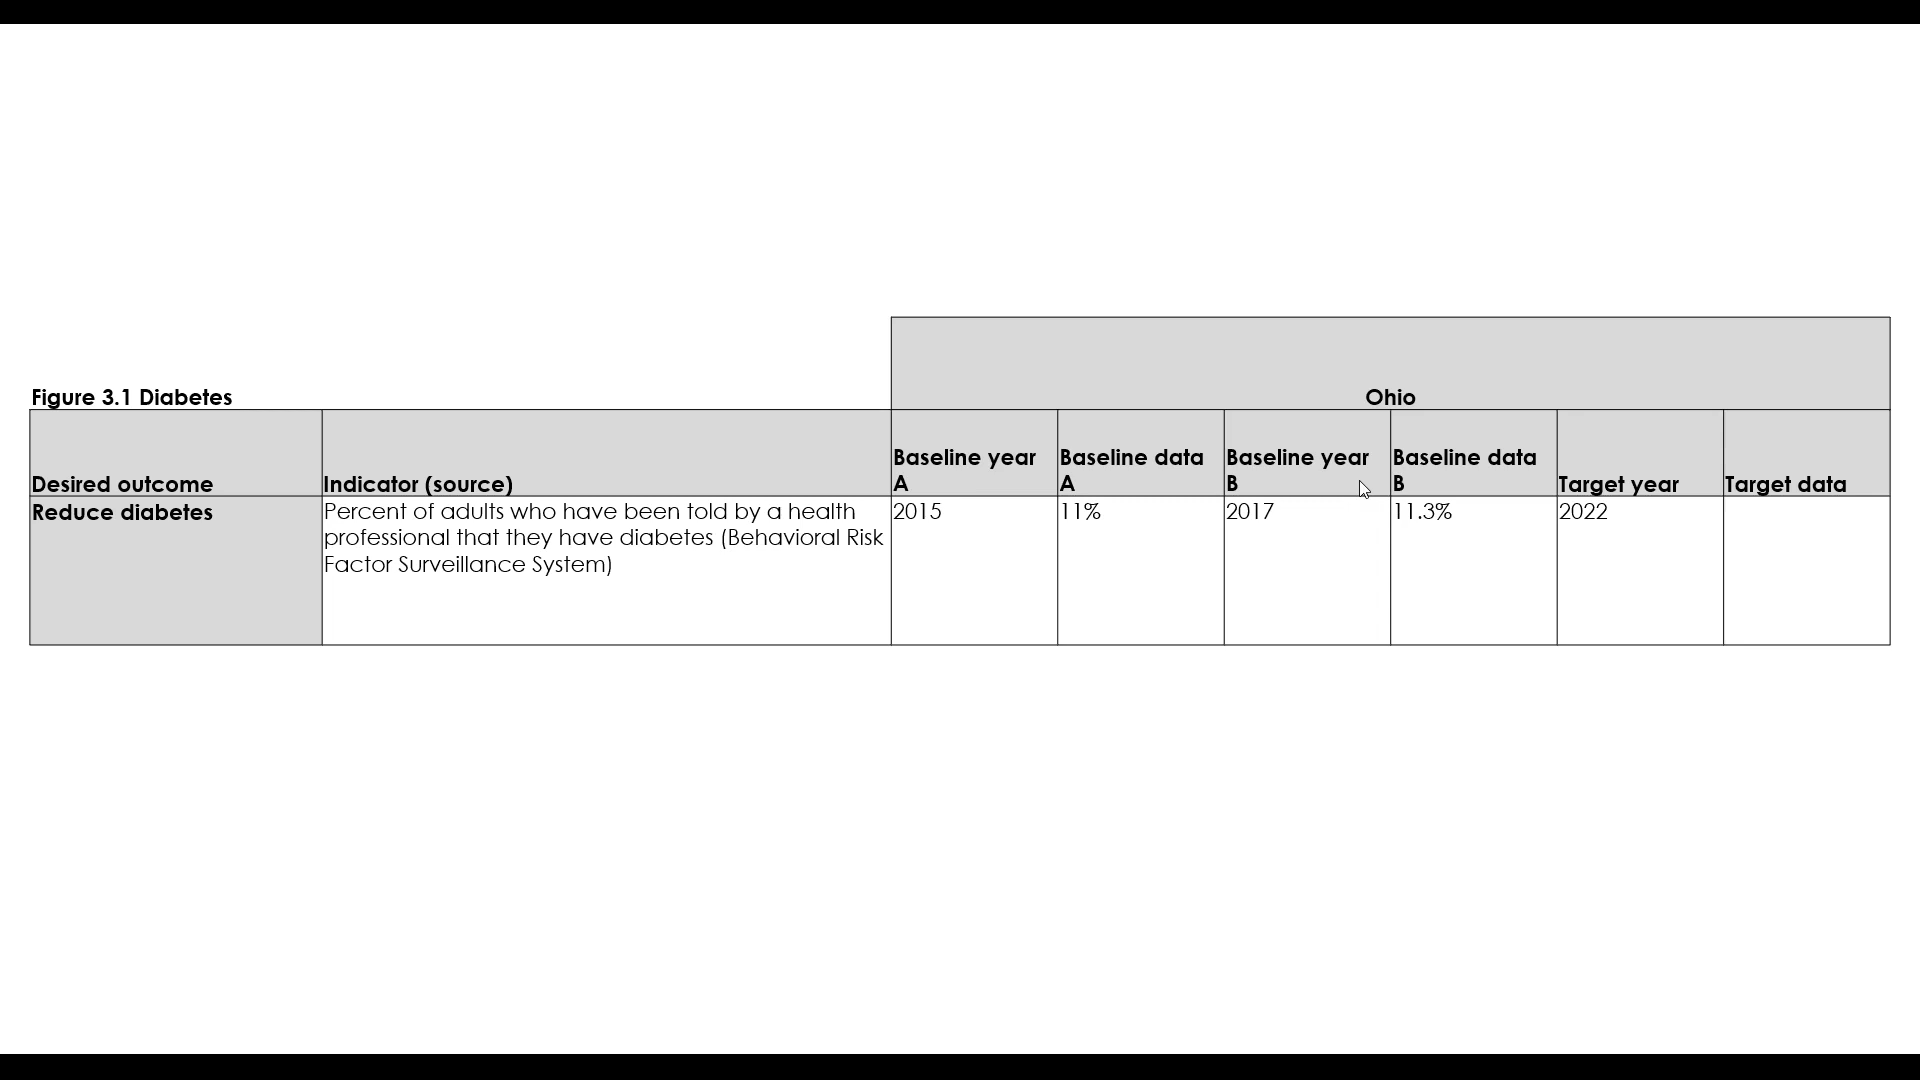 Ohio
Figure 3.1 Diabetes
Desired outcome
Indicator (source)
Baseline year
A
Baseline data
A
Baseline year
B
Baseline data
B
Target year
Target data
Reduce diabetes
Percent of adults who have been told by a health
professional that they have diabetes (Behavioral Risk
Factor Surveillance System)
2015
11%
2017
11.3%
2022